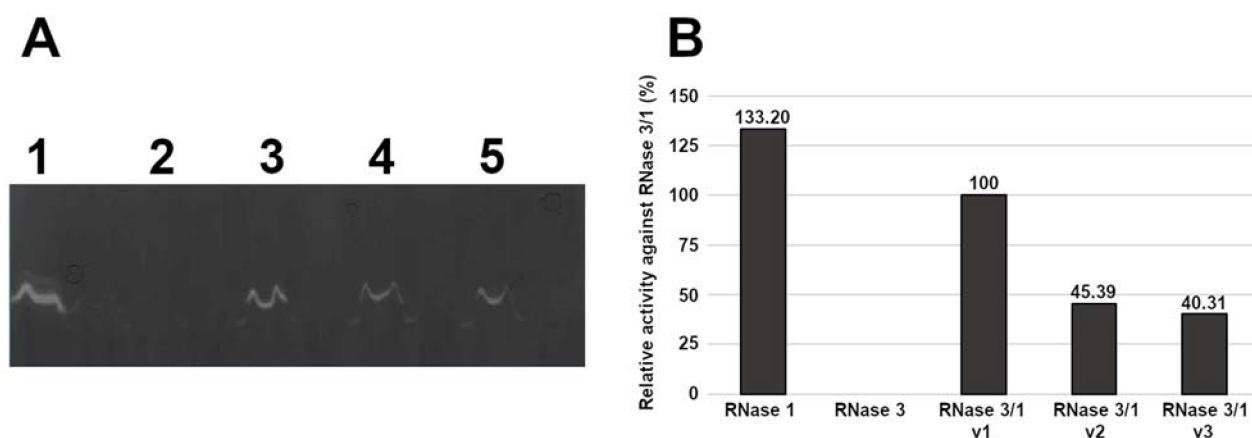 A
1 2 3 4 5
B
Relative activity against RNase 3/1 (%)
150
125
100
75
50
25
0
133.20
100
45.39
40.31
RNase 1 RNase 3 RNase 3/1 RNase 3/1 RNase 3/1
v1 v2 v3